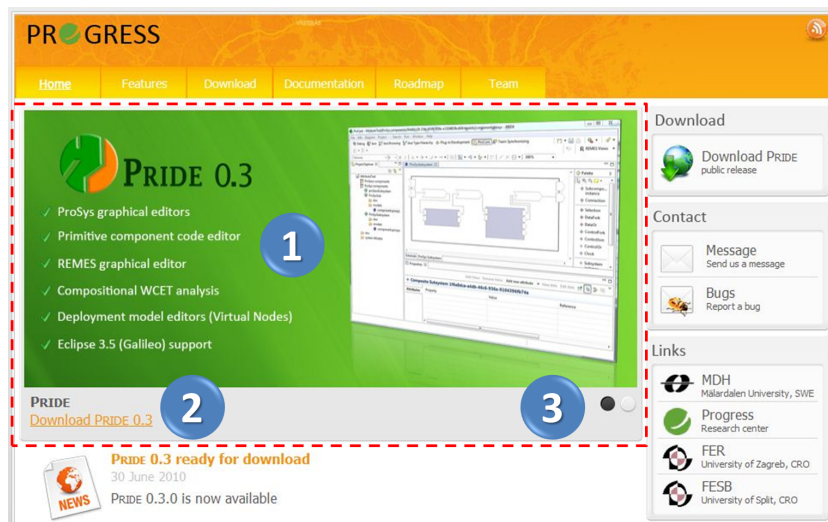 PROGRESS
Home Features Download Documentation Roadmap Team
PRIDE 0.3
✓ ProSys graphical editors
✓ Primitive component code editor
✓ REMES graphical editor
✓ Compositional WCET analysis
✓ Deployment model editors (Virtual Nodes)
✓ Eclipse 3.5 (Galileo) support
1
PRIDE
Download PRIDE 0.3
2
3
NEWS
PRIDE 0.3 ready for download
30 June 2010
PRIDE 0.3.0 is now available
Download
Download PRIDE
public release
Contact
Message
Send us a message
Bugs
Report a bug
Links
MDH
Mälardalen University, SWE
Progress
Research center
FER
University of Zagreb, CRO
FESB
University of Split, CRO